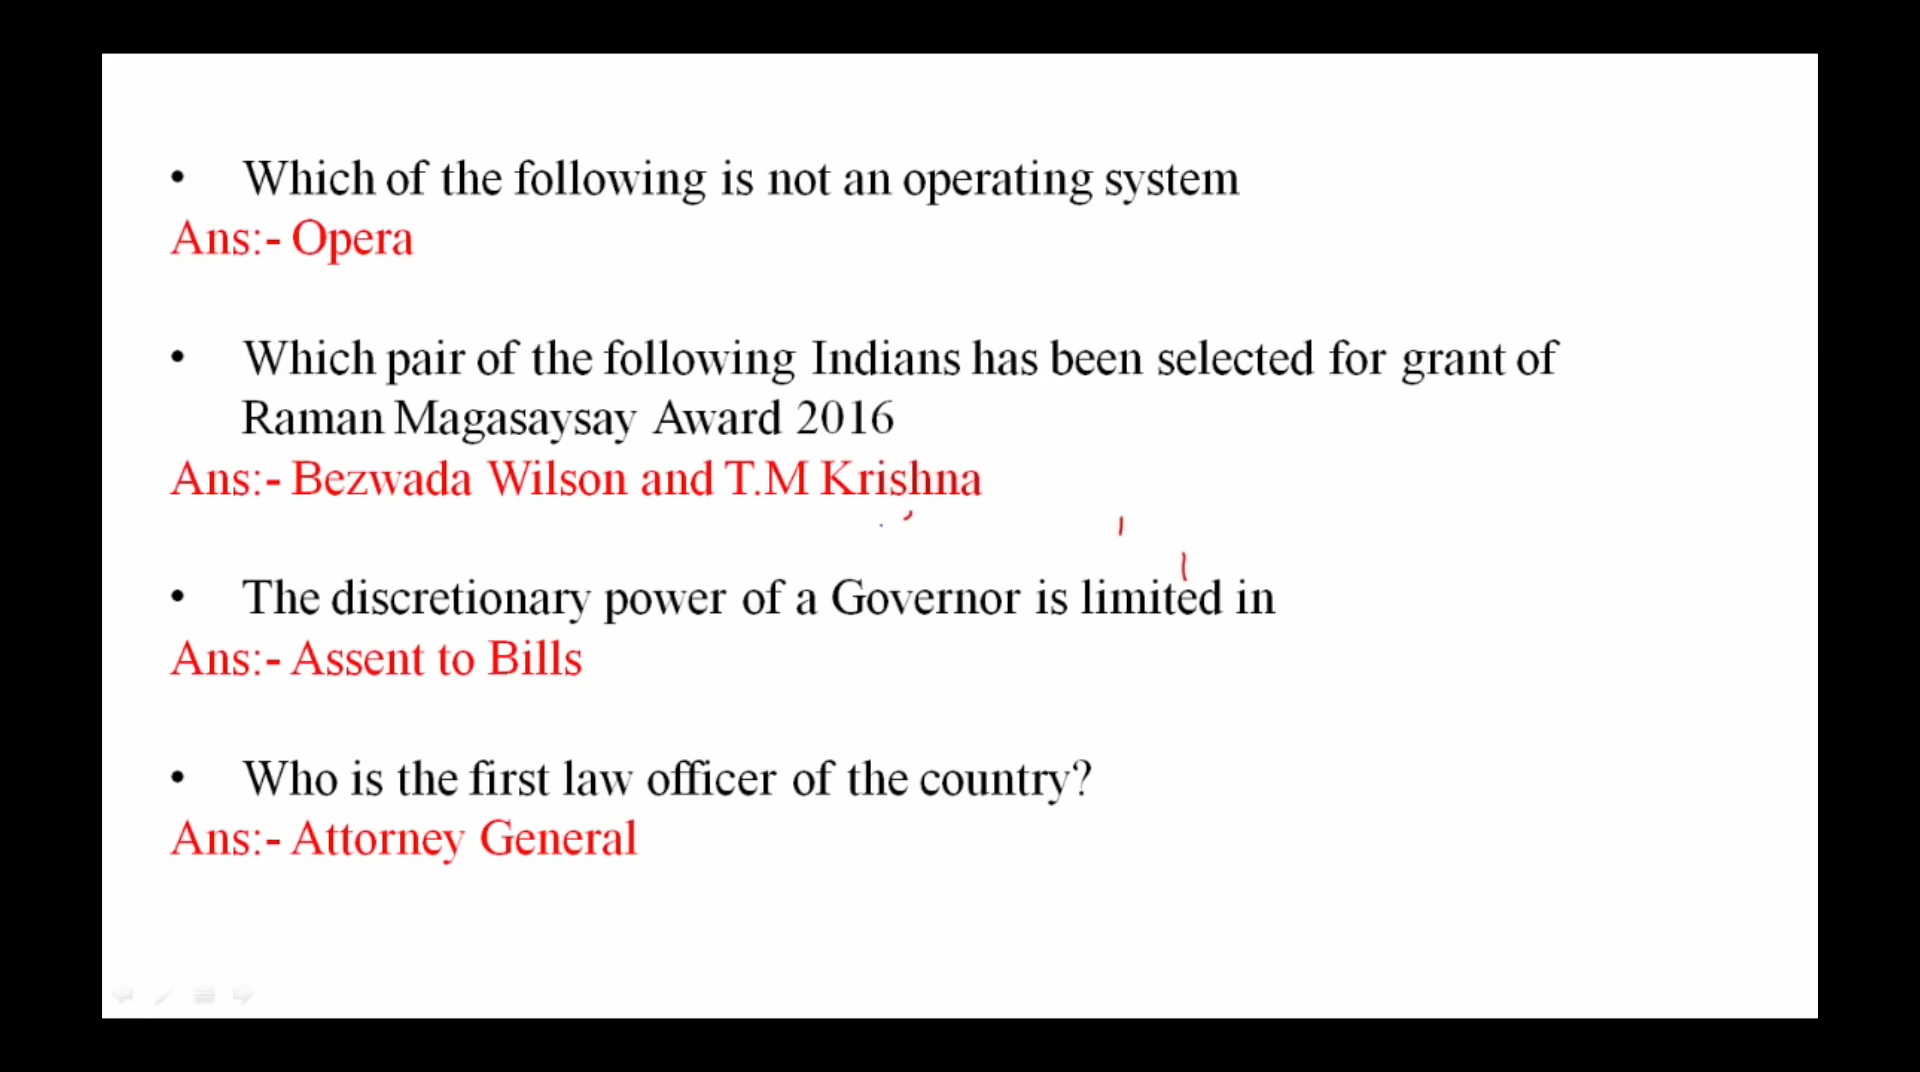 • Which of the following is not an operating system
Ans:- Opera
• Which pair of the following Indians has been selected for grant of
Raman Magasaysay Award 2016
Ans:- Bezwada Wilson and T.M Krishna
• The discretionary power of a Governor is limited in
Ans:- Assent to Bills
• Who is the first law officer of the country?
Ans:- Attorney General